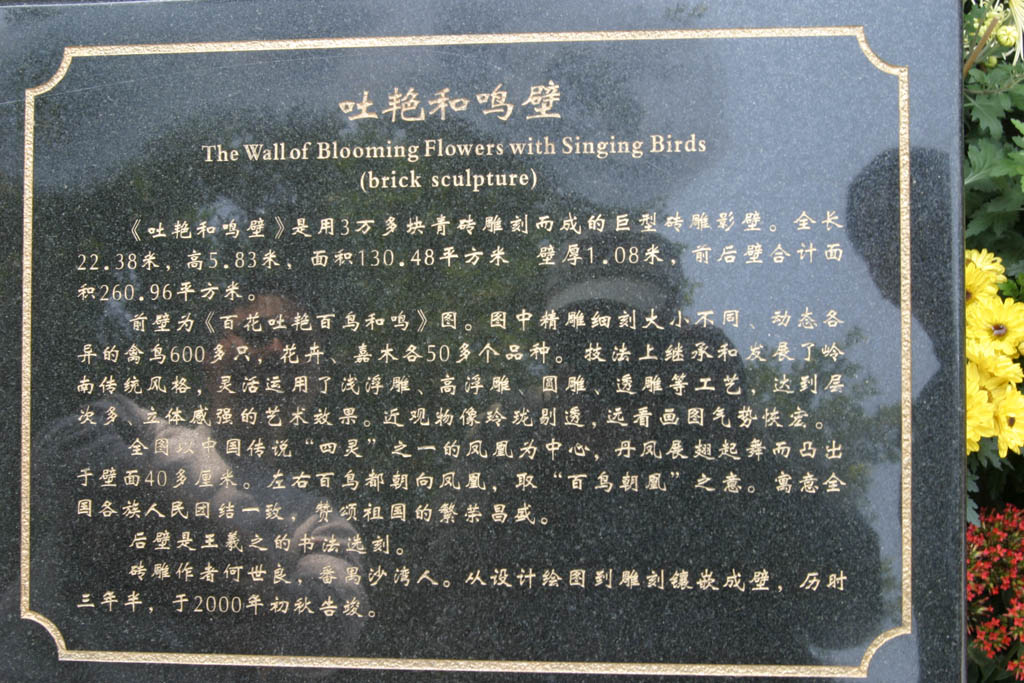 吐艳和鸣壁
The Wall of Blooming Flowers with Singing Birds
(brick sculpture)
《吐艳和鸣壁》是用3万多块青砖雕刻而成的巨型砖雕影壁。全长
22.38米，高5.83米，面积130.48平方米 壁厚1.08米，前后壁合计面
积260.96平方米。
前壁为《百花吐艳百鸟和鸣》图。图中精雕细刻大小不同、动态各
异的禽鸟600多只，花卉、嘉木各50多个品种。技法上继承和发展了岭
南传统风格，灵活运用了浅浮雕、高浮雕、圆雕、透雕等工艺，达到层
次多、立体感强的艺术效果。近观物像玲珑剔透，远看画图气势恢宏。
全图以中国传说“四灵”之一的凤凰为中心，丹凤展翅起舞而凸出
于壁面40多厘米。左右百鸟都朝向凤凰，取“百鸟朝凰”之意。寓意全
国各族人民团结一致，赞颂祖国的繁荣昌盛。
后壁是王羲之的书法选刻。
砖雕作者何世良，番禺沙湾人。从设计绘图到雕刻镶嵌成壁，历时
三年半，于2000年初秋告竣。